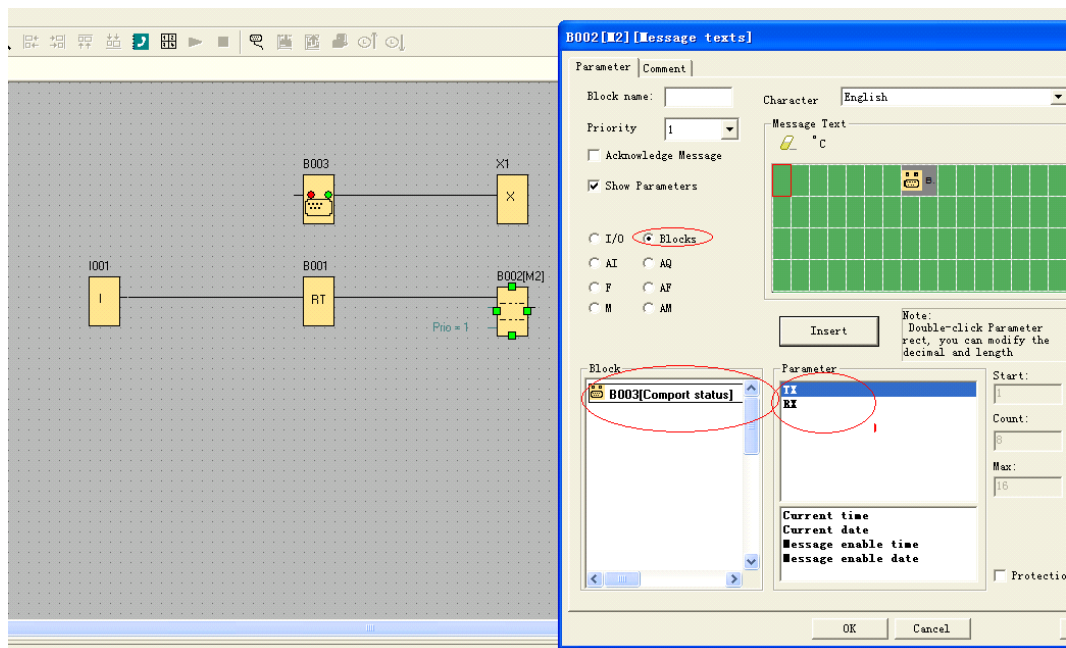 B003
X1
X
I001
I
B001
RT
B002[M2]
Prio = 1
B002[M2][Message texts]
Parameter
Comment
Block name:
Character
English
Priority
1
Message Text
°C
Acknowledge Message
Show Parameters
B.
I/O
Blocks
AI
AQ
F
AF
M
AM
Insert
Note:
Double-click Parameter
rect, you can modify the
decimal and length
Block
B003[Comport status]
Parameter
TX
RX
Start:
1
Count:
8
Max:
16
Current time
Current date
Message enable time
Message enable date
Protectio
OK
Cancel